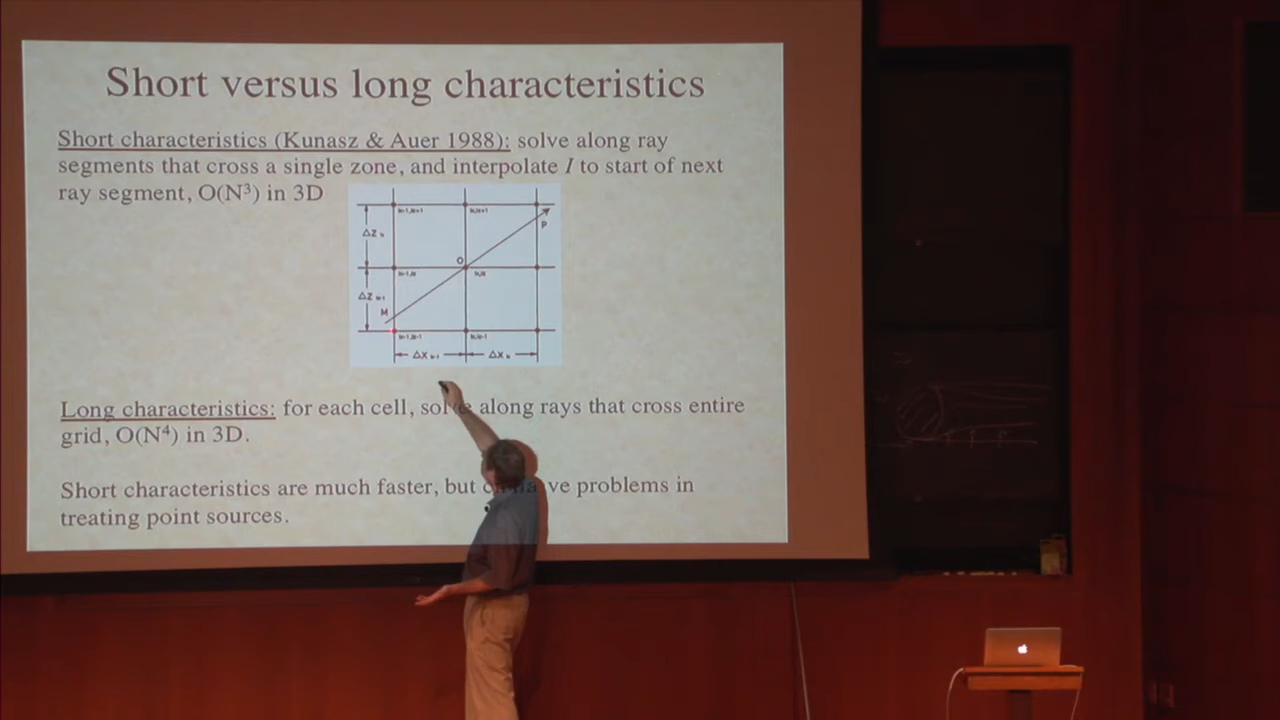 Short versus long characteristics
Short characteristics (Kunasz & Auer 1988): solve along ray
segments that cross a single zone, and interpolate I to start of next
ray segment, O(N³) in 3D
P
ΔZ
O
ΔZ
M
ΔX
ΔX
Long characteristics: for each cell, solve along rays that cross entire
grid, O(N⁴) in 3D.
Short characteristics are much faster, but problems in
treating point sources.